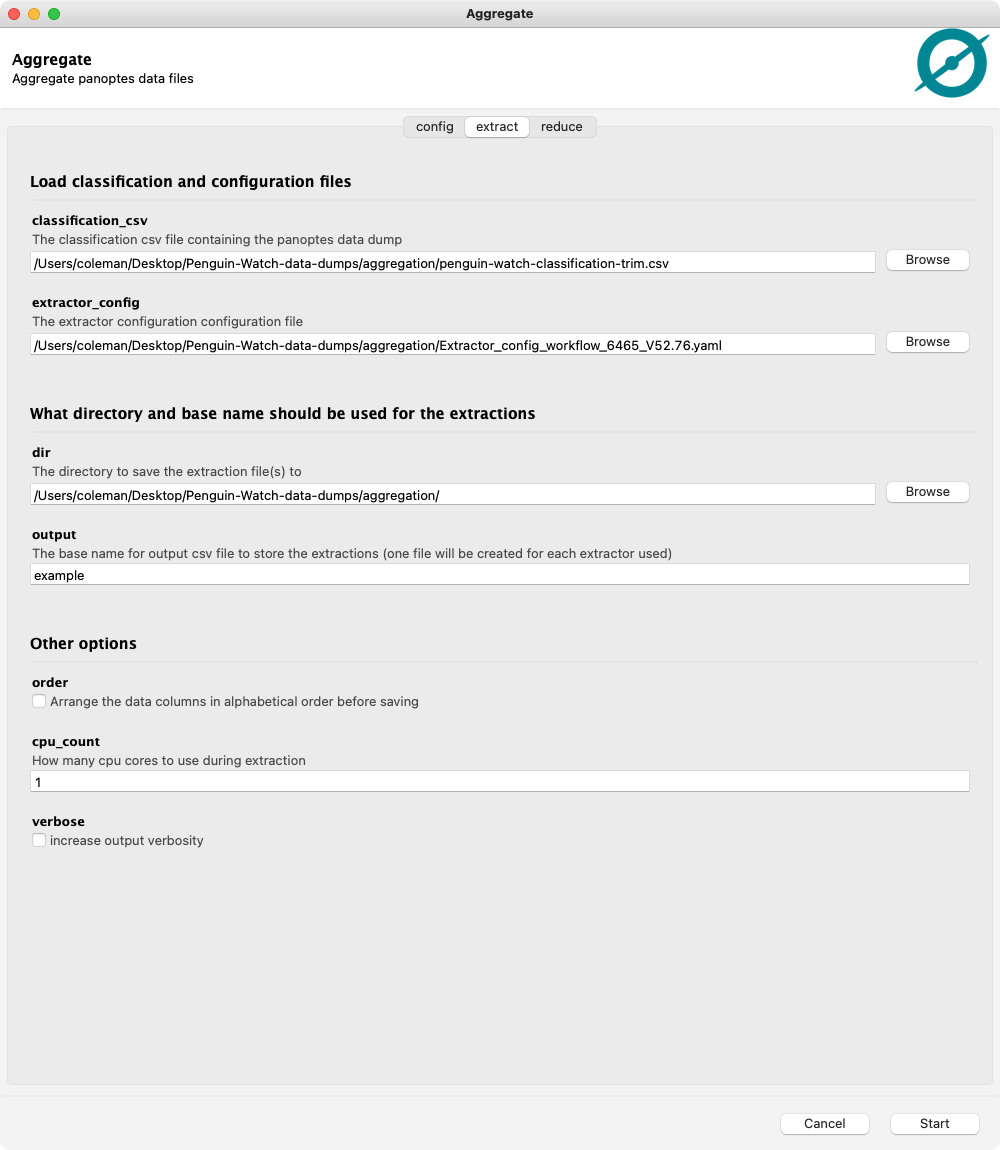 Aggregate
Aggregate
Aggregate panoptes data files
config extract reduce
Load classification and configuration files
classification_csv
The classification csv file containing the panoptes data dump
/Users/coleman/Desktop/Penguin-Watch-data-dumps/aggregation/penguin-watch-classification-trim.csv Browse
extractor_config
The extractor configuration configuration file
/Users/coleman/Desktop/Penguin-Watch-data-dumps/aggregation/Extractor_config_workflow_6465_V52.76.yaml Browse
What directory and base name should be used for the extractions
dir
The directory to save the extraction file(s) to
/Users/coleman/Desktop/Penguin-Watch-data-dumps/aggregation/ Browse
output
The base name for output csv file to store the extractions (one file will be created for each extractor used)
example
Other options
order
Arrange the data columns in alphabetical order before saving
cpu_count
How many cpu cores to use during extraction
1
verbose
increase output verbosity
Cancel Start